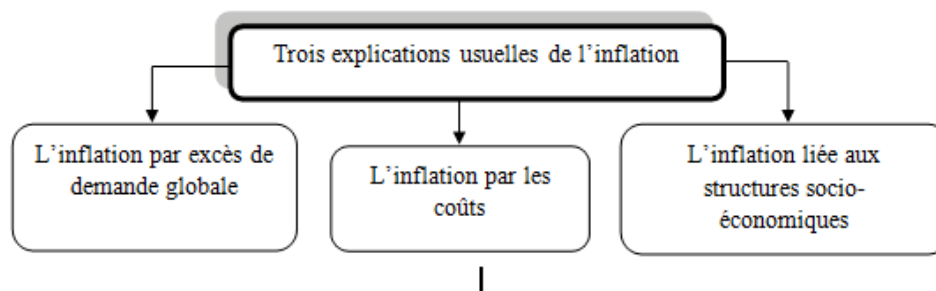 Trois explications usuelles de l’inflation
L’inflation par excès de
demande globale
L’inflation par les
coûts
L’inflation liée aux
structures socio-
économiques